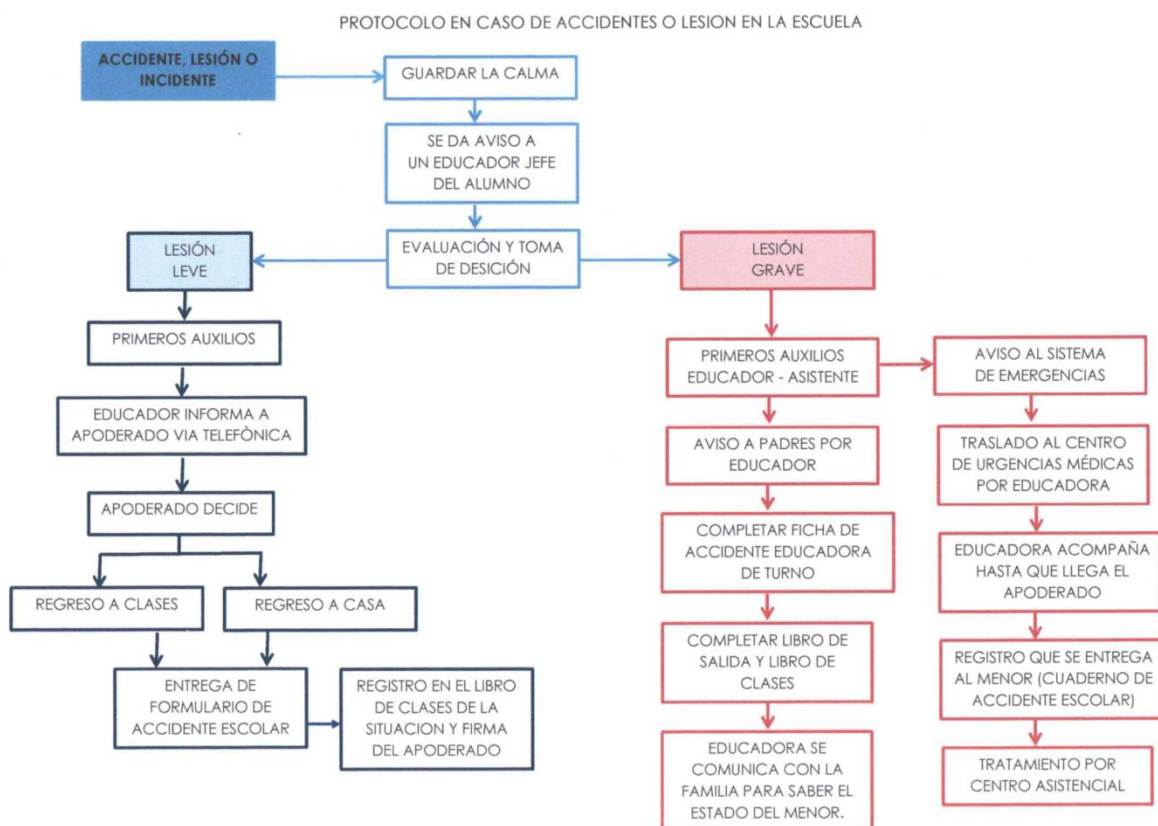 PROTOCOLO EN CASO DE ACCIDENTES O LESION EN LA ESCUELA
ACCIDENTE, LESIÓN O
INCIDENTE
GUARDAR LA CALMA
SE DA AVISO A
UN EDUCADOR JEFE
DEL ALUMNO
EVALUACIÓN Y TOMA
DE DESICIÓN
LESIÓN
LEVE
PRIMEROS AUXILIOS
EDUCADOR INFORMA A
APODERADO VIA TELEFÒNICA
APODERADO DECIDE
REGRESO A CLASES
REGRESO A CASA
ENTREGA DE
FORMULARIO DE
ACCIDENTE ESCOLAR
REGISTRO EN EL LIBRO
DE CLASES DE LA
SITUACION Y FIRMA
DEL APODERADO
LESIÓN
GRAVE
PRIMEROS AUXILIOS
EDUCADOR - ASISTENTE
AVISO A PADRES POR
EDUCADOR
COMPLETAR FICHA DE
ACCIDENTE EDUCADORA
DE TURNO
COMPLETAR LIBRO DE
SALIDA Y LIBRO DE
CLASES
EDUCADORA SE
COMUNICA CON LA
FAMILIA PARA SABER EL
ESTADO DEL MENOR.
AVISO AL SISTEMA
DE EMERGENCIAS
TRASLADO AL CENTRO
DE URGENCIAS MÉDICAS
POR EDUCADORA
EDUCADORA ACOMPAÑA
HASTA QUE LLEGA EL
APODERADO
REGISTRO QUE SE ENTREGA
AL MENOR (CUADERNO DE
ACCIDENTE ESCOLAR)
TRATAMIENTO POR
CENTRO ASISTENCIAL